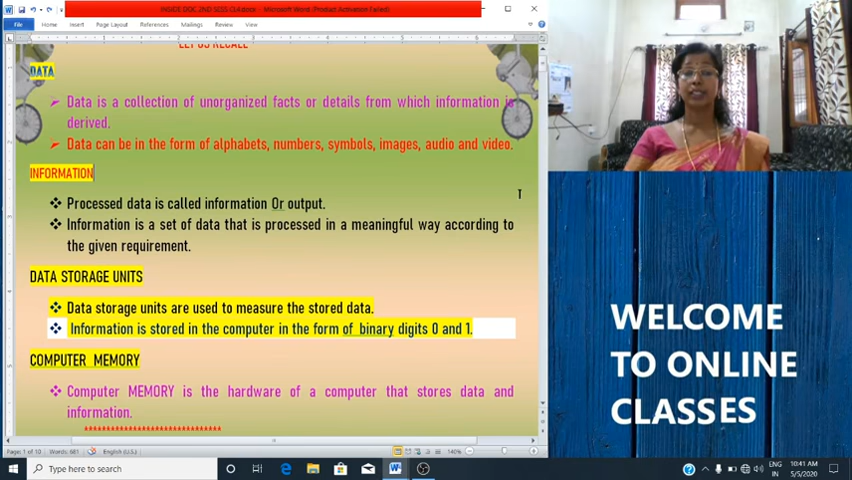 INSIDE DOC 2ND SESS CL4.docx - Microsoft Word (Product Activation Failed)
File Home Insert Page Layout References Mailings Review View
LET US RECALL
DATA
Data is a collection of unorganized facts or details from which information is
derived.
Data can be in the form of alphabets, numbers, symbols, images, audio and video.
INFORMATION
Processed data is called information Or output.
Information is a set of data that is processed in a meaningful way according to
the given requirement.
DATA STORAGE UNITS
Data storage units are used to measure the stored data.
Information is stored in the computer in the form of binary digits 0 and 1.
COMPUTER MEMORY
Computer MEMORY is the hardware of a computer that stores data and
information.
*******************************
WELCOME
TO ONLINE
CLASSES
Page: 1 of 10 Words: 681 English (U.S.) 140%
Type here to search
ENG
IN
10:41 AM
5/5/2020